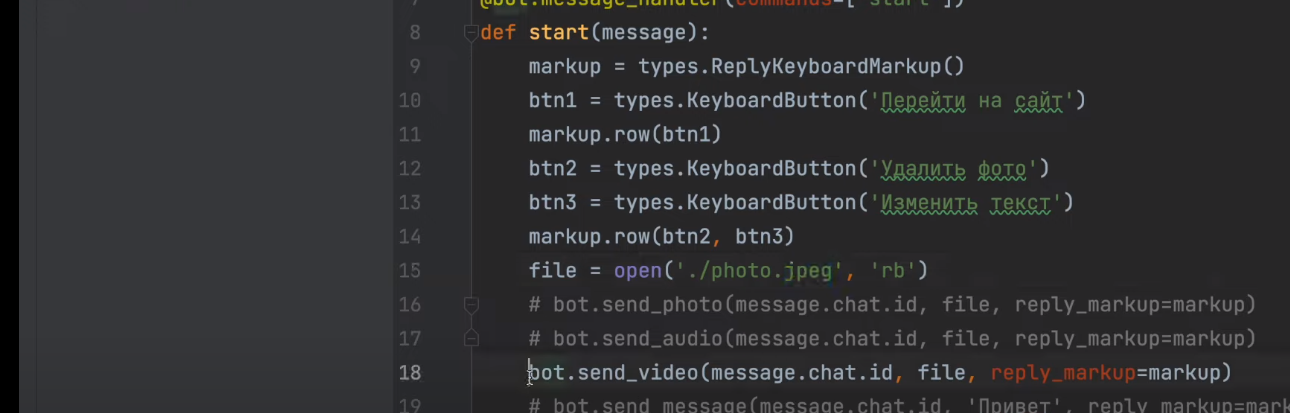 7 @bot.message_handler(commands=['start'])
8 def start(message):
9 markup = types.ReplyKeyboardMarkup()
10 btn1 = types.KeyboardButton('Перейти на сайт')
11 markup.row(btn1)
12 btn2 = types.KeyboardButton('Удалить фото')
13 btn3 = types.KeyboardButton('Изменить текст')
14 markup.row(btn2, btn3)
15 file = open('./photo.jpeg', 'rb')
16 # bot.send_photo(message.chat.id, file, reply_markup=markup)
17 # bot.send_audio(message.chat.id, file, reply_markup=markup)
18 bot.send_video(message.chat.id, file, reply_markup=markup)
19 # bot.send_message(message.chat.id, 'Привет', reply_markup=mar